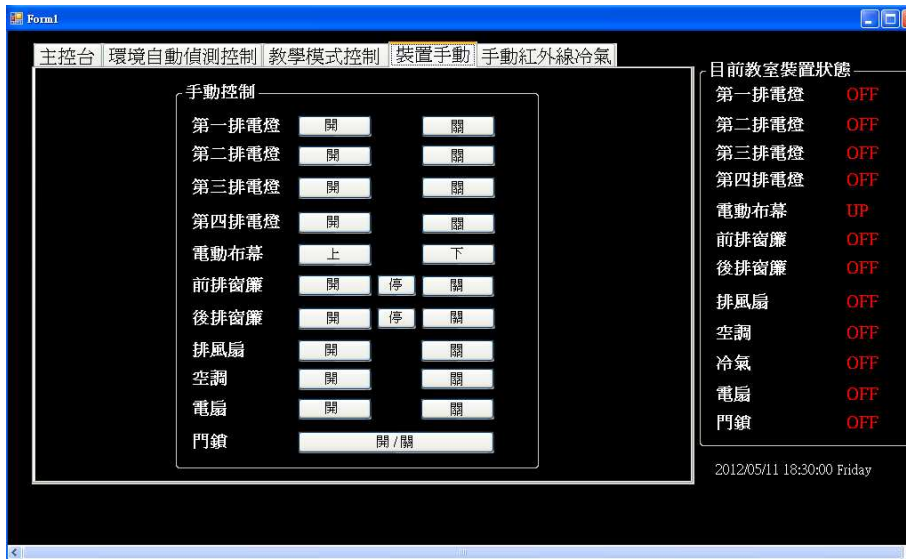 Form1
主控台 環境自動偵測控制 教學模式控制 裝置手動 手動紅外線冷氣
手動控制
第一排電燈 開 關
第二排電燈 開 關
第三排電燈 開 關
第四排電燈 開 關
電動布幕 上 下
前排窗簾 開 停 關
後排窗簾 開 停 關
排風扇 開 關
空調 開 關
電扇 開 關
門鎖 開/關
目前教室裝置狀態
第一排電燈 OFF
第二排電燈 OFF
第三排電燈 OFF
第四排電燈 OFF
電動布幕 UP
前排窗簾 OFF
後排窗簾 OFF
排風扇 OFF
空調 OFF
冷氣 OFF
電扇 OFF
門鎖 OFF
2012/05/11 18:30:00 Friday